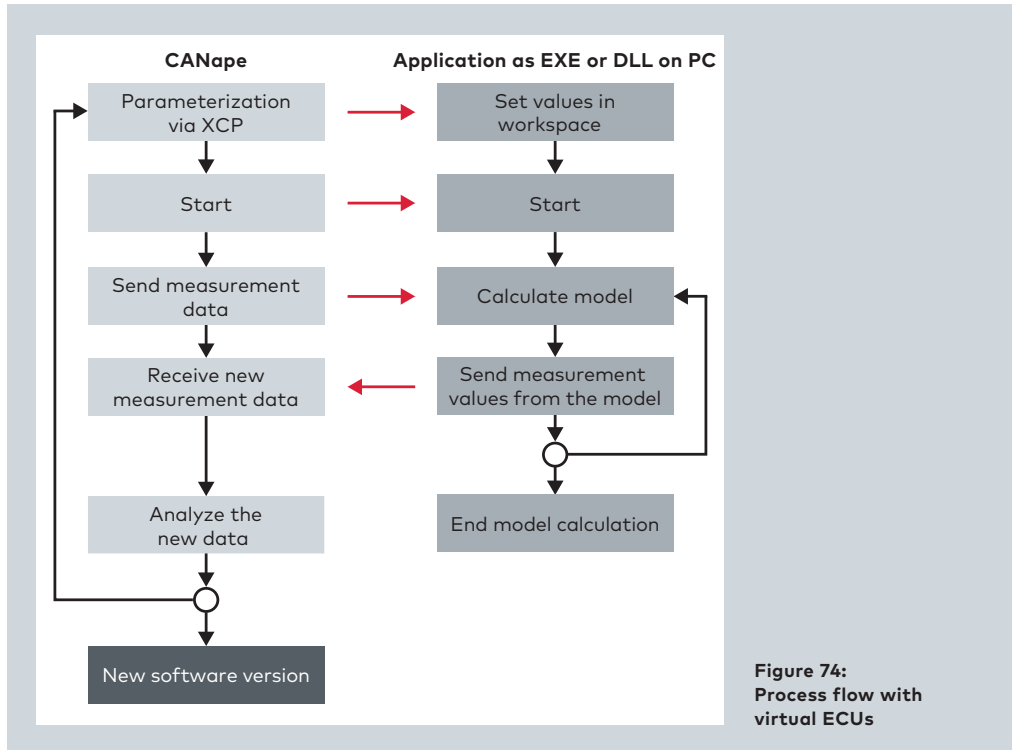 CANape
Application as EXE or DLL on PC
Parameterization
via XCP
Set values in
workspace
Start
Start
Send measurement
data
Calculate model
Receive new
measurement data
Send measurement
values from the model
Analyze the
new data
End model calculation
New software version
Figure 74:
Process flow with
virtual ECUs